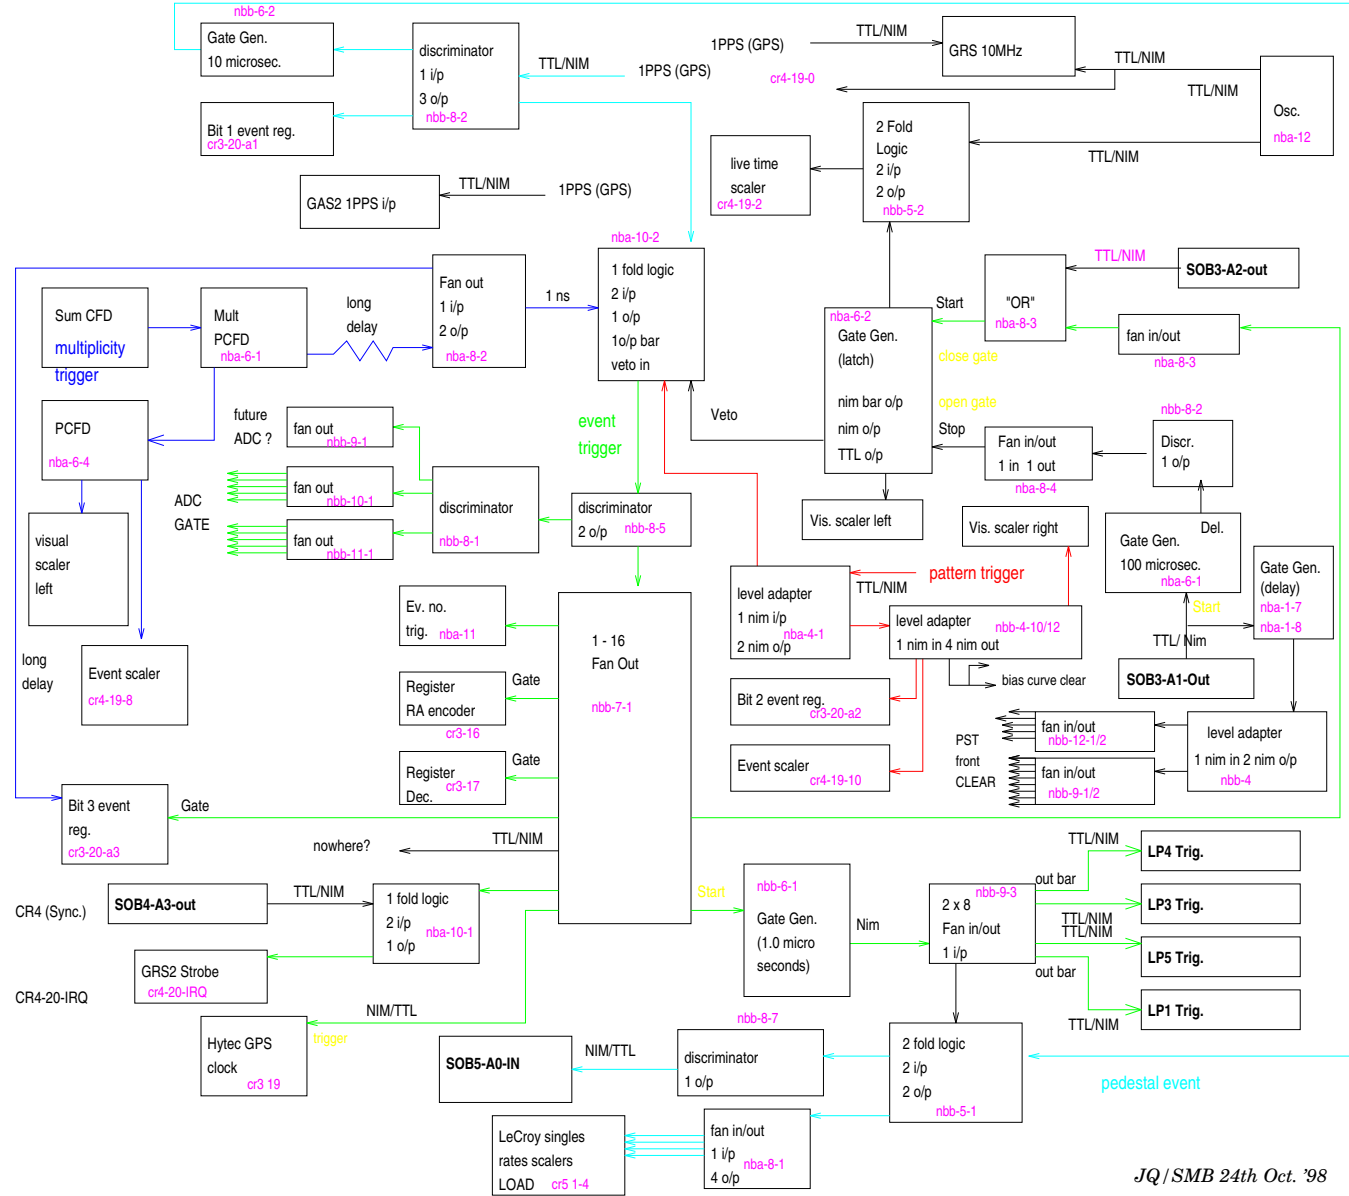 nbb-6-2
Gate Gen.
10 microsec.
discriminator
1 i/p
3 o/p
nbb-8-2
TTL/NIM
1PPS (GPS)
1PPS (GPS)
TTL/NIM
GRS 10MHz
cr4-19-0
TTL/NIM
TTL/NIM
Osc.
nba-12
Bit 1 event reg.
cr3-20-a1
2 Fold
Logic
2 i/p
2 o/p
nbb-5-2
TTL/NIM
live time
scaler
cr4-19-2
GAS2 1PPS i/p
TTL/NIM
1PPS (GPS)
nba-10-2
1 fold logic
2 i/p
1 o/p
1o/p bar
veto in
Fan out
1 i/p
2 o/p
nba-8-2
1 ns
long
delay
Sum CFD
multiplicity
trigger
Mult
PCFD
nba-6-1
nba-6-2
Gate Gen.
(latch)
nim bar o/p
nim o/p
TTL o/p
Start
close gate
open gate
Stop
"OR"
nba-8-3
TTL/NIM
SOB3-A2-out
fan in/out
nba-8-3
PCFD
nba-6-4
future
ADC ?
fan out
nbb-9-1
ADC
GATE
fan out
nbb-10-1
fan out
nbb-11-1
discriminator
nbb-8-1
event
trigger
discriminator
2 o/p
nbb-8-5
Veto
Vis. scaler left
Fan in/out
1 in 1 out
nba-8-4
nbb-8-2
Discr.
1 o/p
Vis. scaler right
Del.
Gate Gen.
100 microsec.
nba-6-1
Start
TTL/ Nim
Gate Gen.
(delay)
nba-1-7
nba-1-8
SOB3-A1-Out
visual
scaler
left
long
delay
Event scaler
cr4-19-8
Ev. no.
trig.
nba-11
Register
RA encoder
cr3-16
Gate
Register
Dec.
cr3-17
Gate
1 - 16
Fan Out
nbb-7-1
level adapter
1 nim i/p
2 nim o/p
nba-4-1
pattern trigger
TTL/NIM
level adapter
1 nim in 4 nim out
nbb-4-10/12
bias curve clear
Bit 2 event reg.
cr3-20-a2
Event scaler
cr4-19-10
PST
front
CLEAR
fan in/out
nbb-12-1/2
fan in/out
nbb-9-1/2
level adapter
1 nim in 2 nim o/p
nbb-4
Bit 3 event
reg.
cr3-20-a3
Gate
nowhere?
TTL/NIM
CR4 (Sync.)
SOB4-A3-out
TTL/NIM
1 fold logic
2 i/p
1 o/p
nba-10-1
GRS2 Strobe
cr4-20-IRQ
CR4-20-IRQ
NIM/TTL
Hytec GPS
clock
cr3 19
trigger
Start
nbb-6-1
Gate Gen.
(1.0 micro
seconds)
Nim
nbb-9-3
2 x 8
Fan in/out
1 i/p
TTL/NIM
out bar
LP4 Trig.
LP3 Trig.
TTL/NIM
TTL/NIM
LP5 Trig.
out bar
TTL/NIM
LP1 Trig.
SOB5-A0-IN
NIM/TTL
nbb-8-7
discriminator
1 o/p
2 fold logic
2 i/p
2 o/p
nbb-5-1
pedestal event
LeCroy singles
rates scalers
LOAD
cr5 1-4
fan in/out
1 i/p
4 o/p
nba-8-1
JQ/SMB 24th Oct. '98